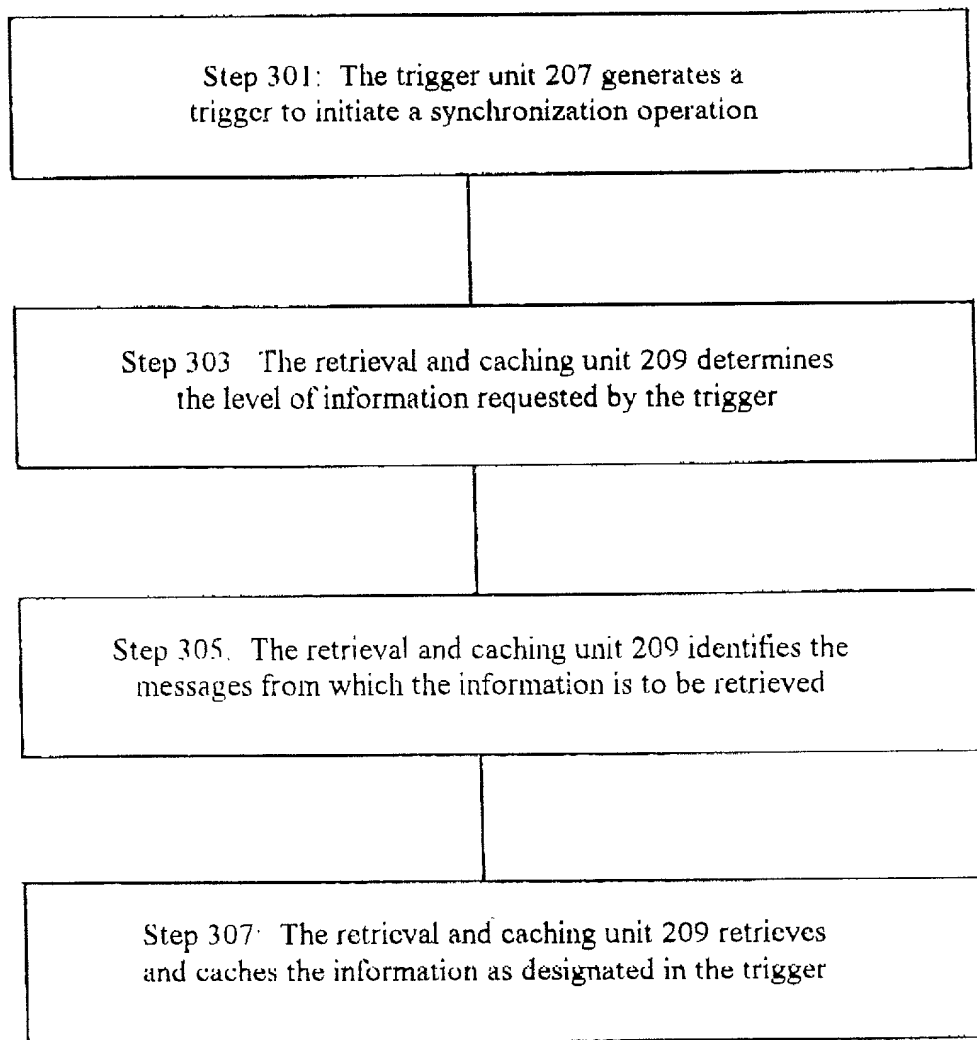 Step 301: The trigger unit 207 generates a
trigger to initiate a synchronization operation
Step 303 The retrieval and caching unit 209 determines
the level of information requested by the trigger
Step 305. The retrieval and caching unit 209 identifies the
messages from which the information is to be retrieved
Step 307· The retrieval and caching unit 209 retrieves
and caches the information as designated in the trigger